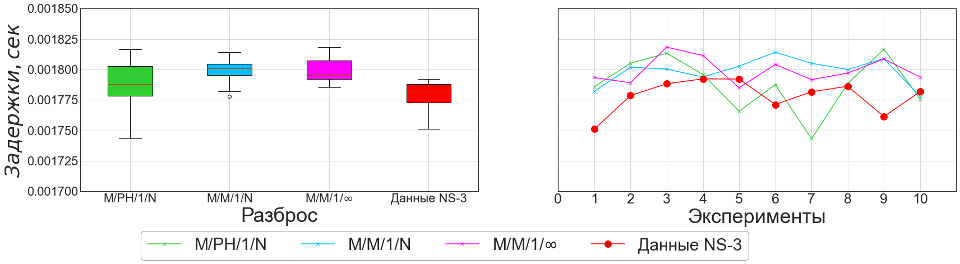 Задержки, сек
0.001850
0.001825
0.001800
0.001775
0.001750
0.001725
0.001700
M/PH/1/N M/M/1/N M/M/1/∞ Данные NS-3
Разброс
0 1 2 3 4 5 6 7 8 9 10
Эксперименты
M/PH/1/N M/M/1/N M/M/1/∞ Данные NS-3